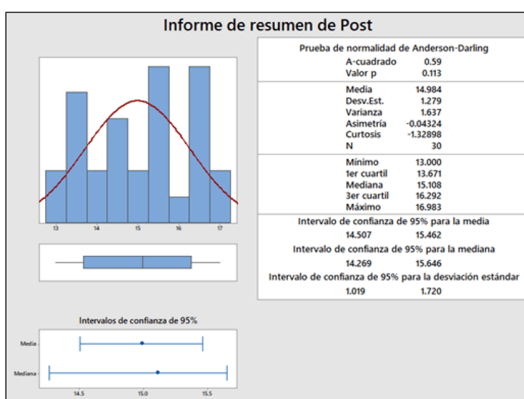 Informe de resumen de Post
13 14 15 16 17
Intervalos de confianza de 95%
Media
Mediana
14.5 15.0 15.5
Prueba de normalidad de Anderson-Darling
A-cuadrado 0.59
Valor p 0.113
Media 14.984
Desv.Est. 1.279
Varianza 1.637
Asimetría -0.04324
Curtosis -1.32898
N 30
Mínimo 13.000
1er cuartil 13.671
Mediana 15.108
3er cuartil 16.292
Máximo 16.983
Intervalo de confianza de 95% para la media
14.507 15.462
Intervalo de confianza de 95% para la mediana
14.269 15.646
Intervalo de confianza de 95% para la desviación estándar
1.019 1.720